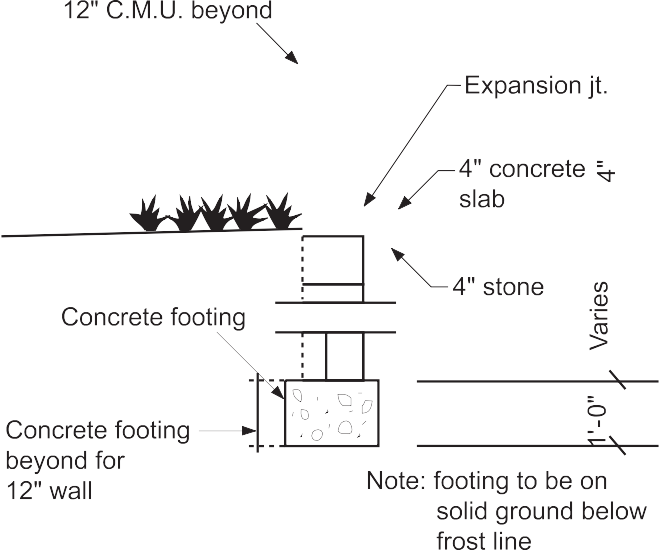 12" C.M.U. beyond
Expansion jt.
4" concrete
slab
4"
4" stone
Concrete footing
Varies
1'-0"
Concrete footing
beyond for
12" wall
Note: footing to be on
solid ground below
frost line